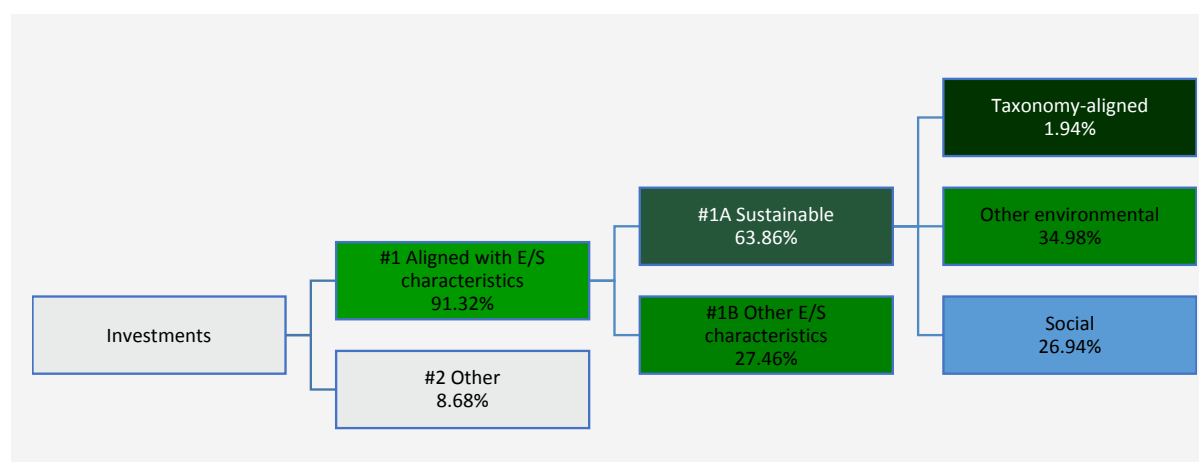 Investments
#1 Aligned with E/S
characteristics
91.32%
#2 Other
8.68%
#1A Sustainable
63.86%
#1B Other E/S
characteristics
27.46%
Taxonomy-aligned
1.94%
Other environmental
34.98%
Social
26.94%